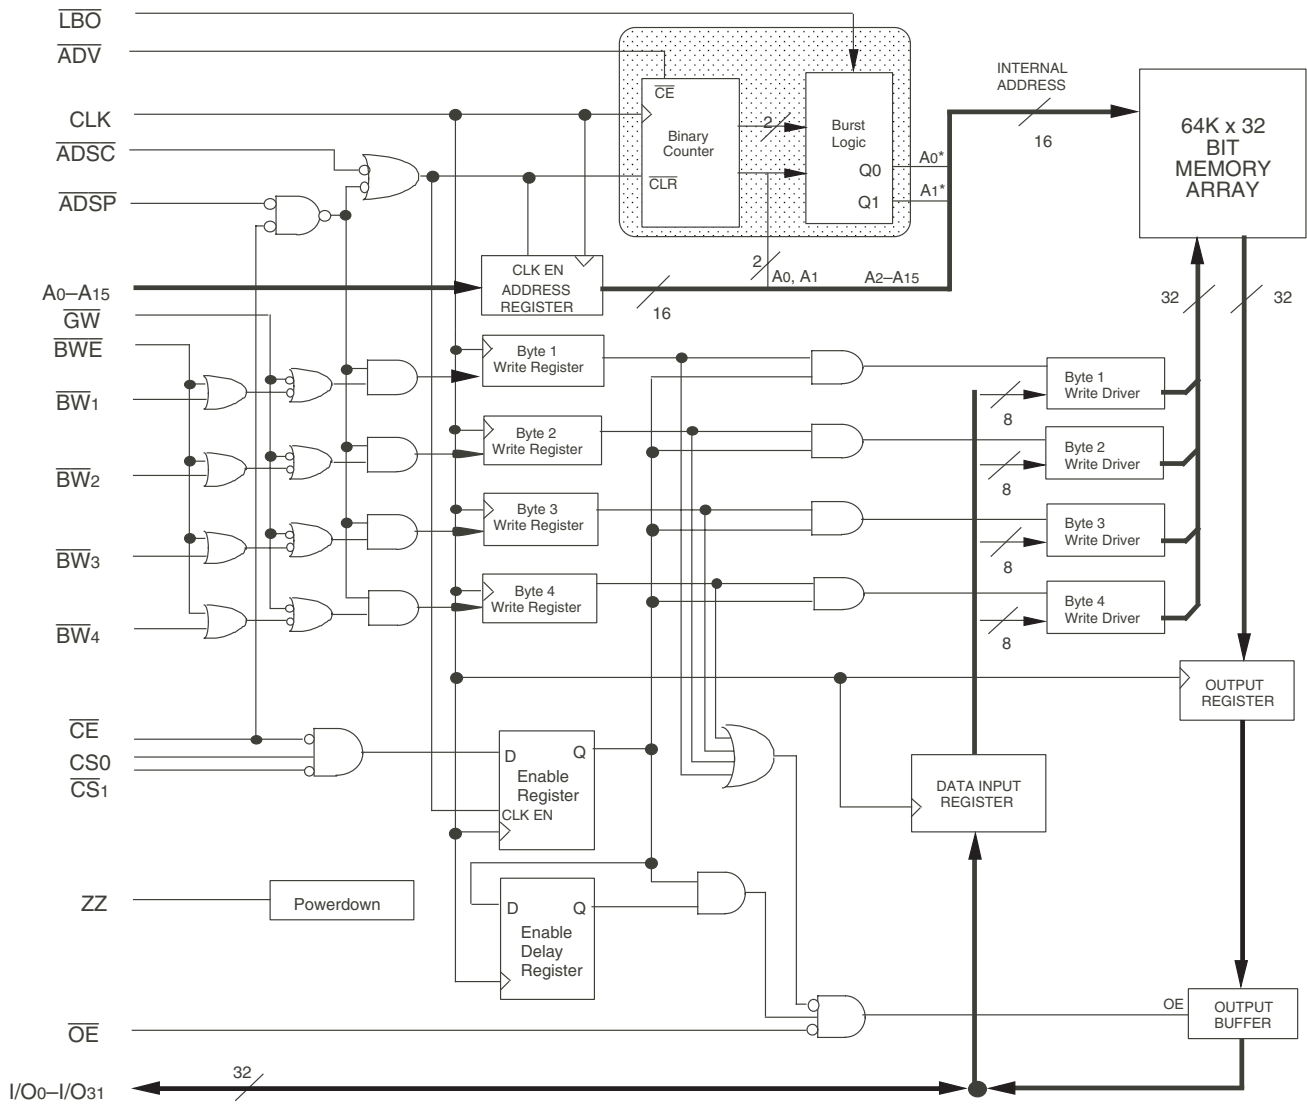 LBO
ADV
CLK
ADSC
ADSP
A0–A15
GW
BWE
BW1
BW2
BW3
BW4
CE
CS0
CS1
ZZ
OE
I/O0–I/O31
CE
Binary
Counter
CLR
2
Burst
Logic
Q0
Q1
A0*
A1*
INTERNAL
ADDRESS
16
64K x 32
BIT
MEMORY
ARRAY
CLK EN
ADDRESS
REGISTER
16
2
A0, A1
A2–A15
32
32
Byte 1
Write Register
Byte 2
Write Register
Byte 3
Write Register
Byte 4
Write Register
8
Byte 1
Write Driver
8
Byte 2
Write Driver
8
Byte 3
Write Driver
8
Byte 4
Write Driver
OUTPUT
REGISTER
D
Q
Enable
Register
CLK EN
DATA INPUT
REGISTER
Powerdown
D
Q
Enable
Delay
Register
OE
OUTPUT
BUFFER
32